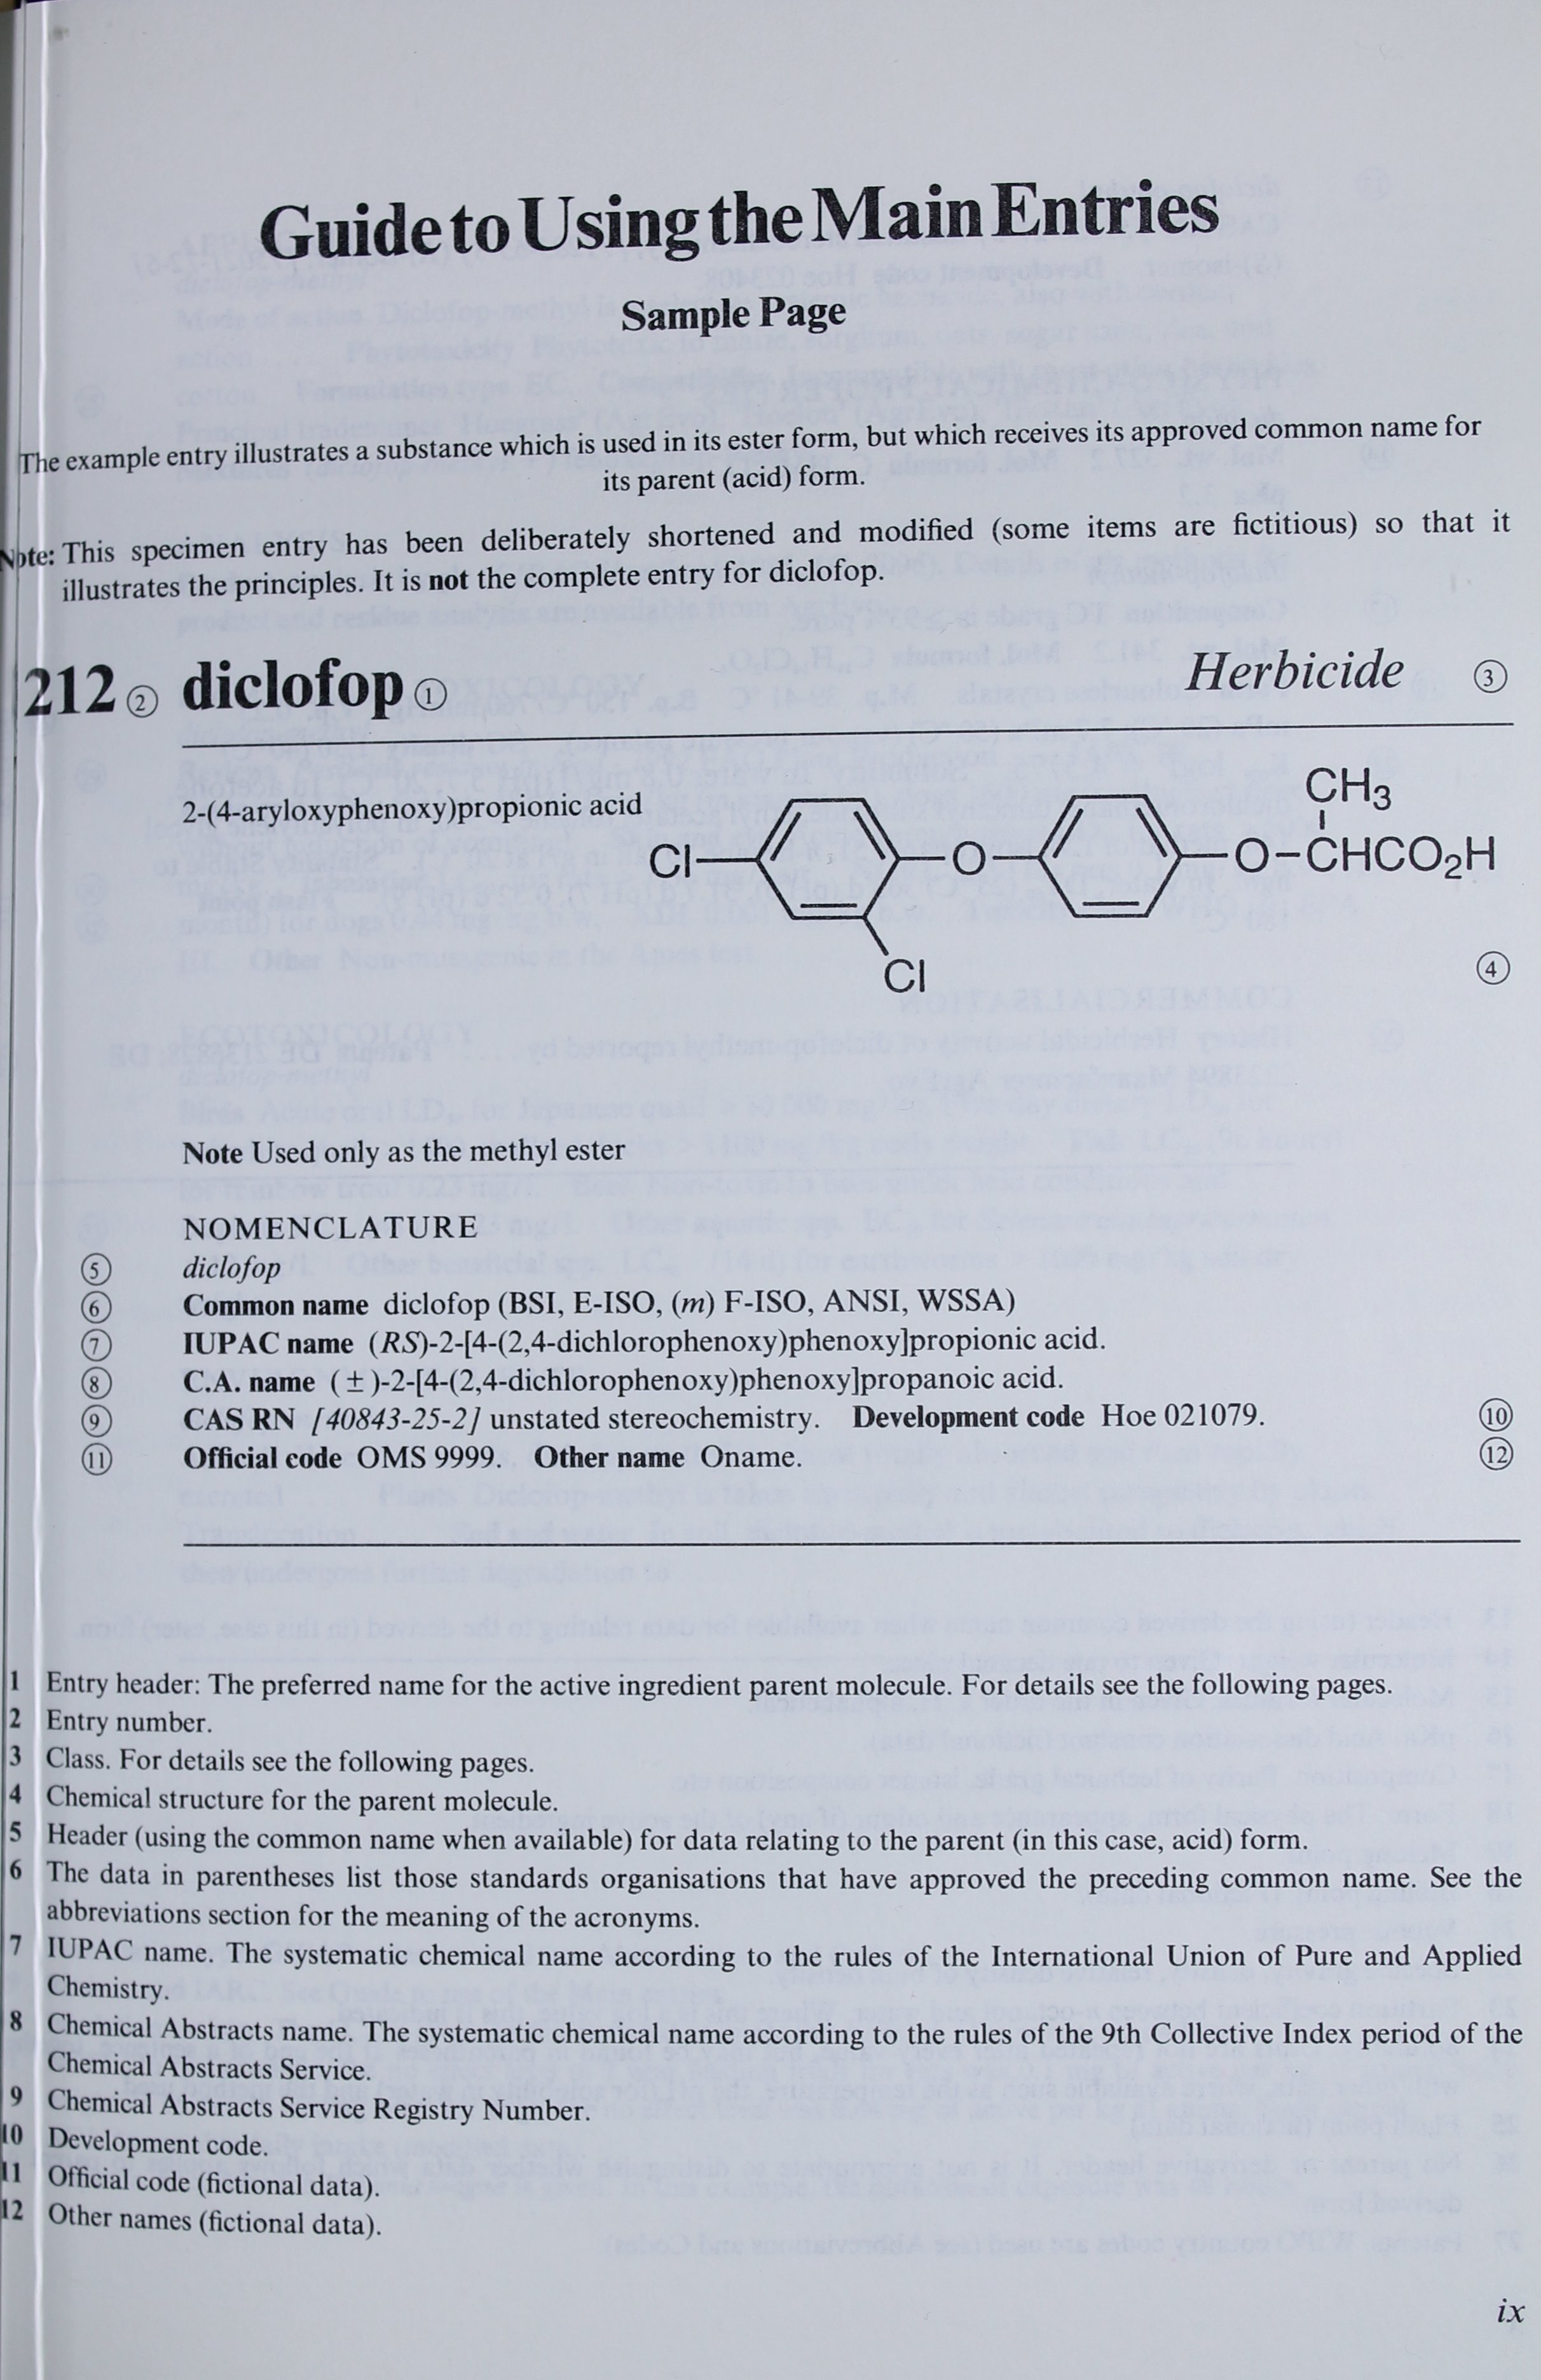 Guide to Using the Main Entries
Sample Page
The example entry illustrates a substance which is used in its ester form, but which receives its approved common name for
its parent (acid) form.
Note: This specimen entry has been deliberately shortened and modified (some items are fictitious) so that it
illustrates the principles. It is not the complete entry for diclofop.
212 ② diclofop ① Herbicide ③
2-(4-aryloxyphenoxy)propionic acid
CH₃
Cl O O–CHCO₂H
Cl
④
Note Used only as the methyl ester
NOMENCLATURE
⑤ diclofop
⑥ Common name diclofop (BSI, E-ISO, (m) F-ISO, ANSI, WSSA)
⑦ IUPAC name (RS)-2-[4-(2,4-dichlorophenoxy)phenoxy]propionic acid.
⑧ C.A. name (±)-2-[4-(2,4-dichlorophenoxy)phenoxy]propanoic acid.
⑨ CAS RN [40843-25-2] unstated stereochemistry. Development code Hoe 021079. ⑩
⑪ Official code OMS 9999. Other name Oname. ⑫
1 Entry header: The preferred name for the active ingredient parent molecule. For details see the following pages.
2 Entry number.
3 Class. For details see the following pages.
4 Chemical structure for the parent molecule.
5 Header (using the common name when available) for data relating to the parent (in this case, acid) form.
6 The data in parentheses list those standards organisations that have approved the preceding common name. See the
abbreviations section for the meaning of the acronyms.
7 IUPAC name. The systematic chemical name according to the rules of the International Union of Pure and Applied
Chemistry.
8 Chemical Abstracts name. The systematic chemical name according to the rules of the 9th Collective Index period of the
Chemical Abstracts Service.
9 Chemical Abstracts Service Registry Number.
10 Development code.
11 Official code (fictional data).
12 Other names (fictional data).
ix